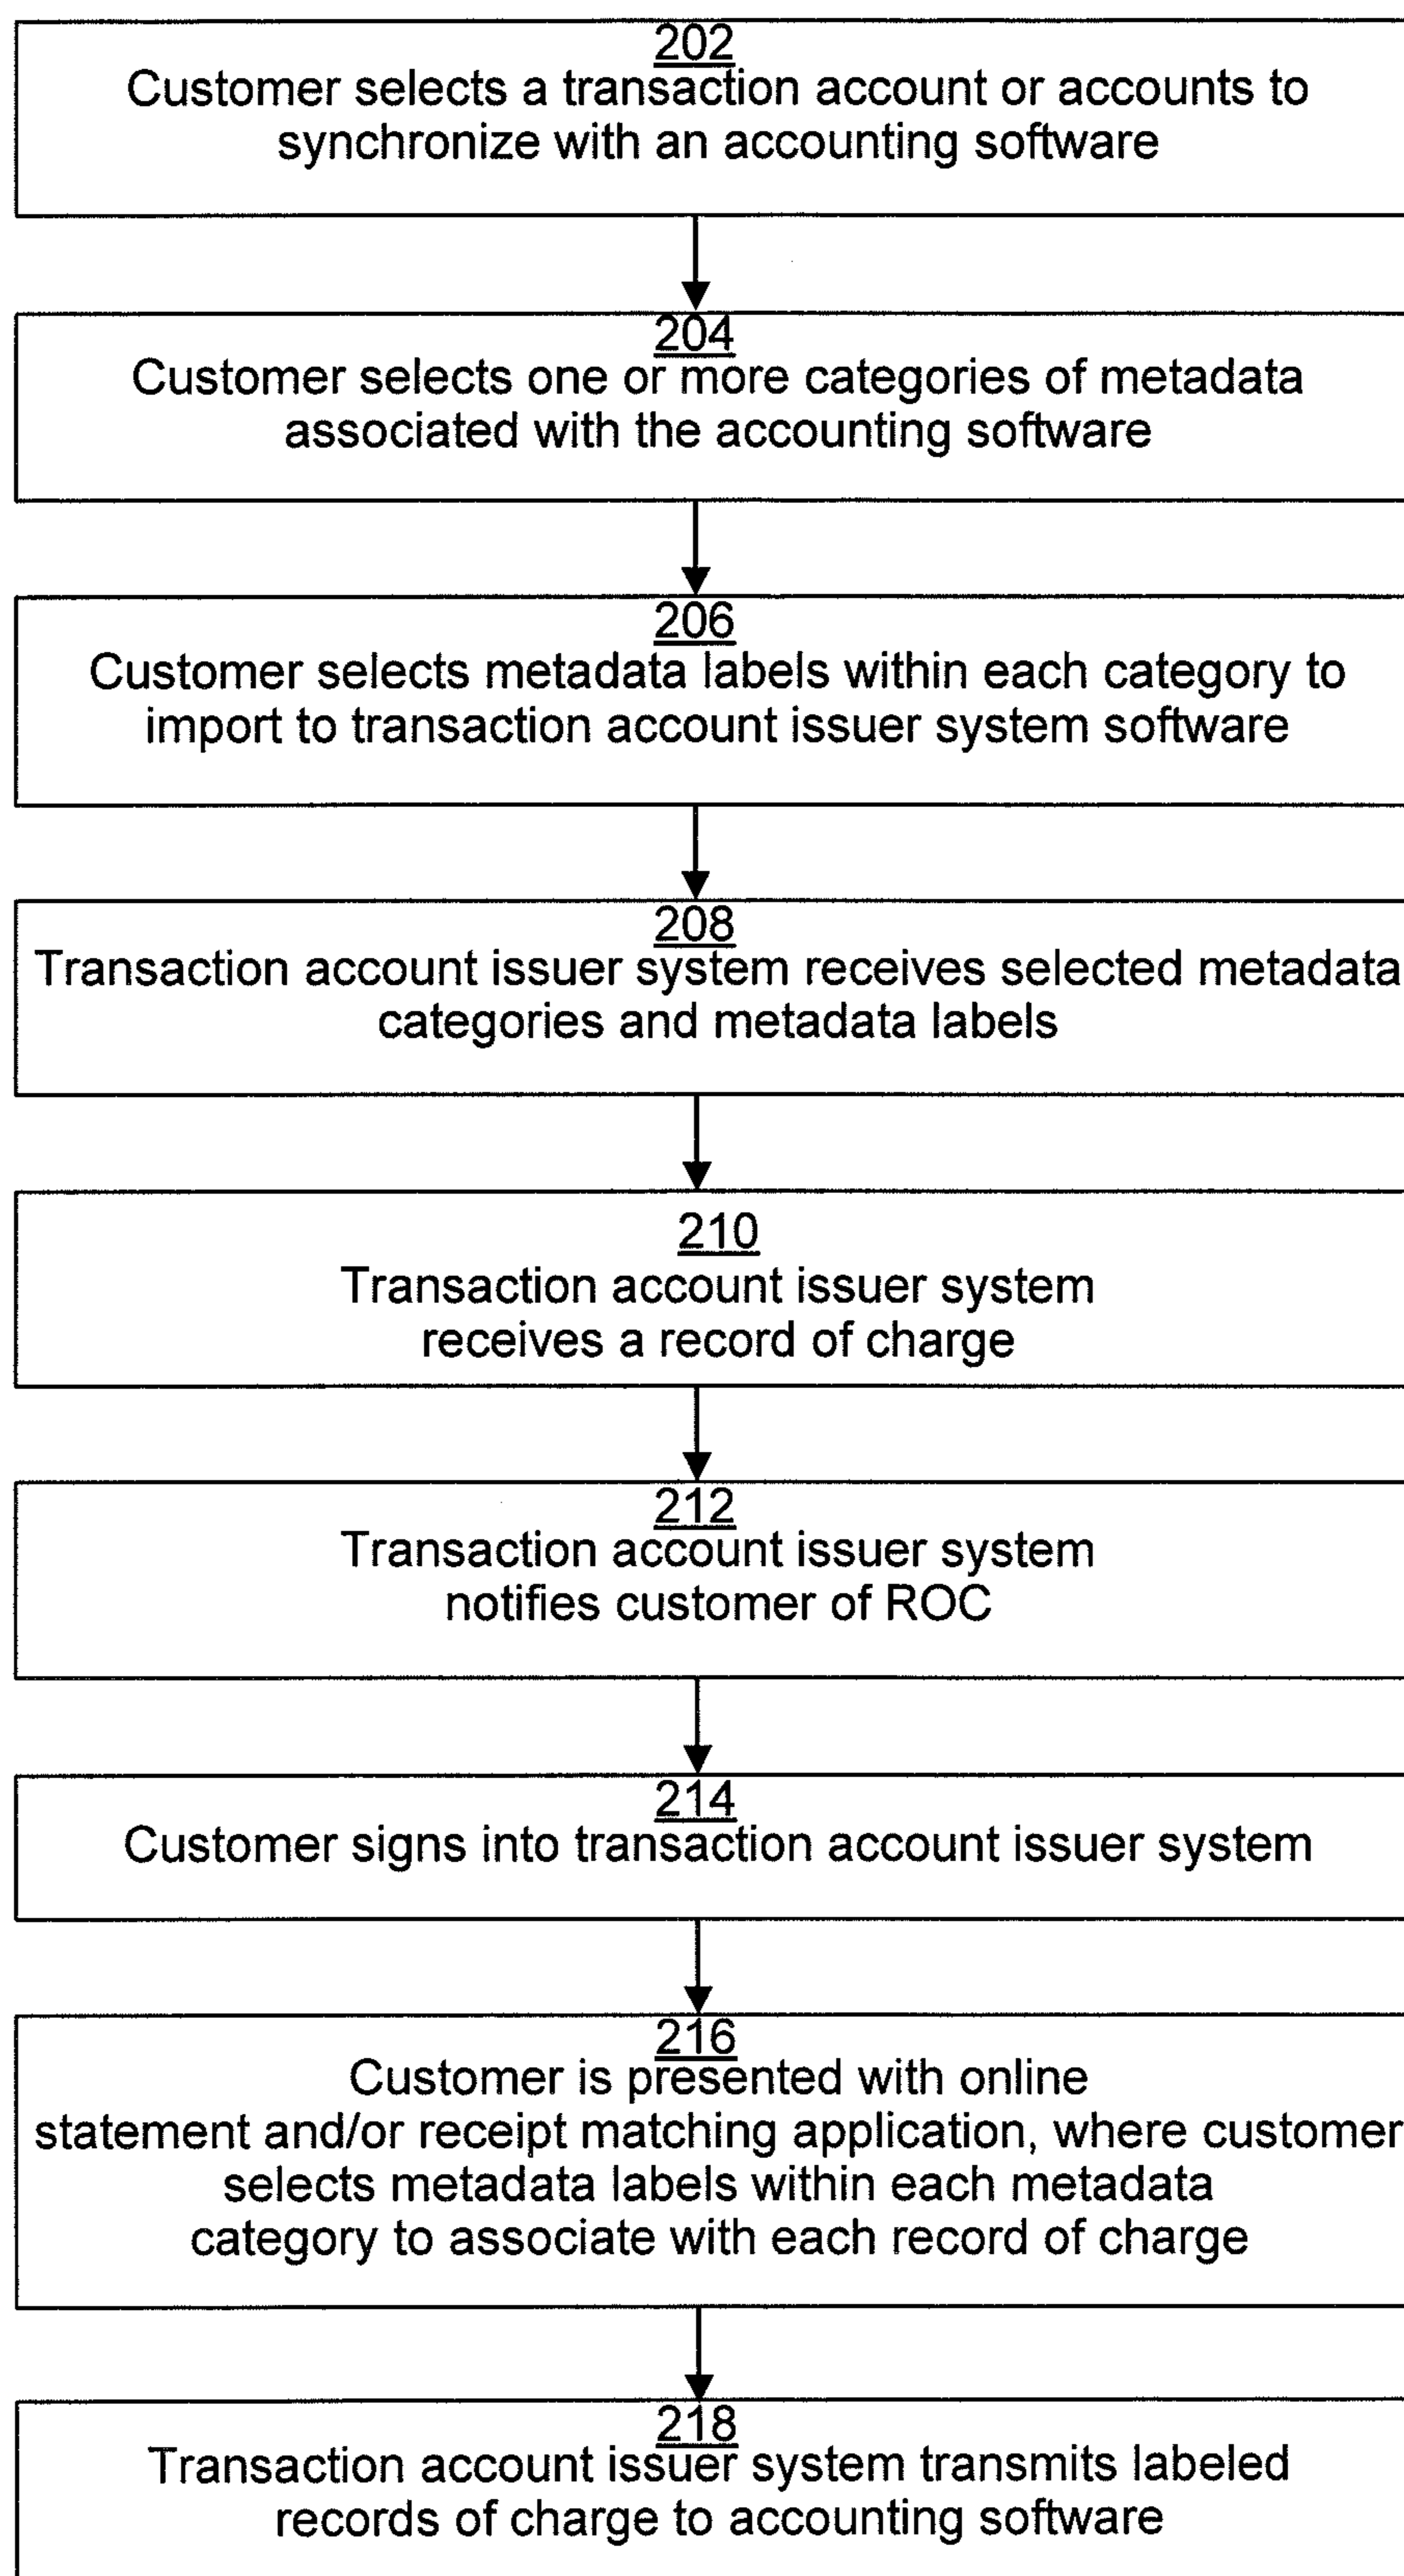 202
Customer selects a transaction account or accounts to
synchronize with an accounting software
204
Customer selects one or more categories of metadata
associated with the accounting software
206
Customer selects metadata labels within each category to
import to transaction account issuer system software
208
Transaction account issuer system receives selected metadata
categories and metadata labels
210
Transaction account issuer system
receives a record of charge
212
Transaction account issuer system
notifies customer of ROC
214
Customer signs into transaction account issuer system
216
Customer is presented with online
statement and/or receipt matching application, where customer
selects metadata labels within each metadata
category to associate with each record of charge
218
Transaction account issuer system transmits labeled
records of charge to accounting software